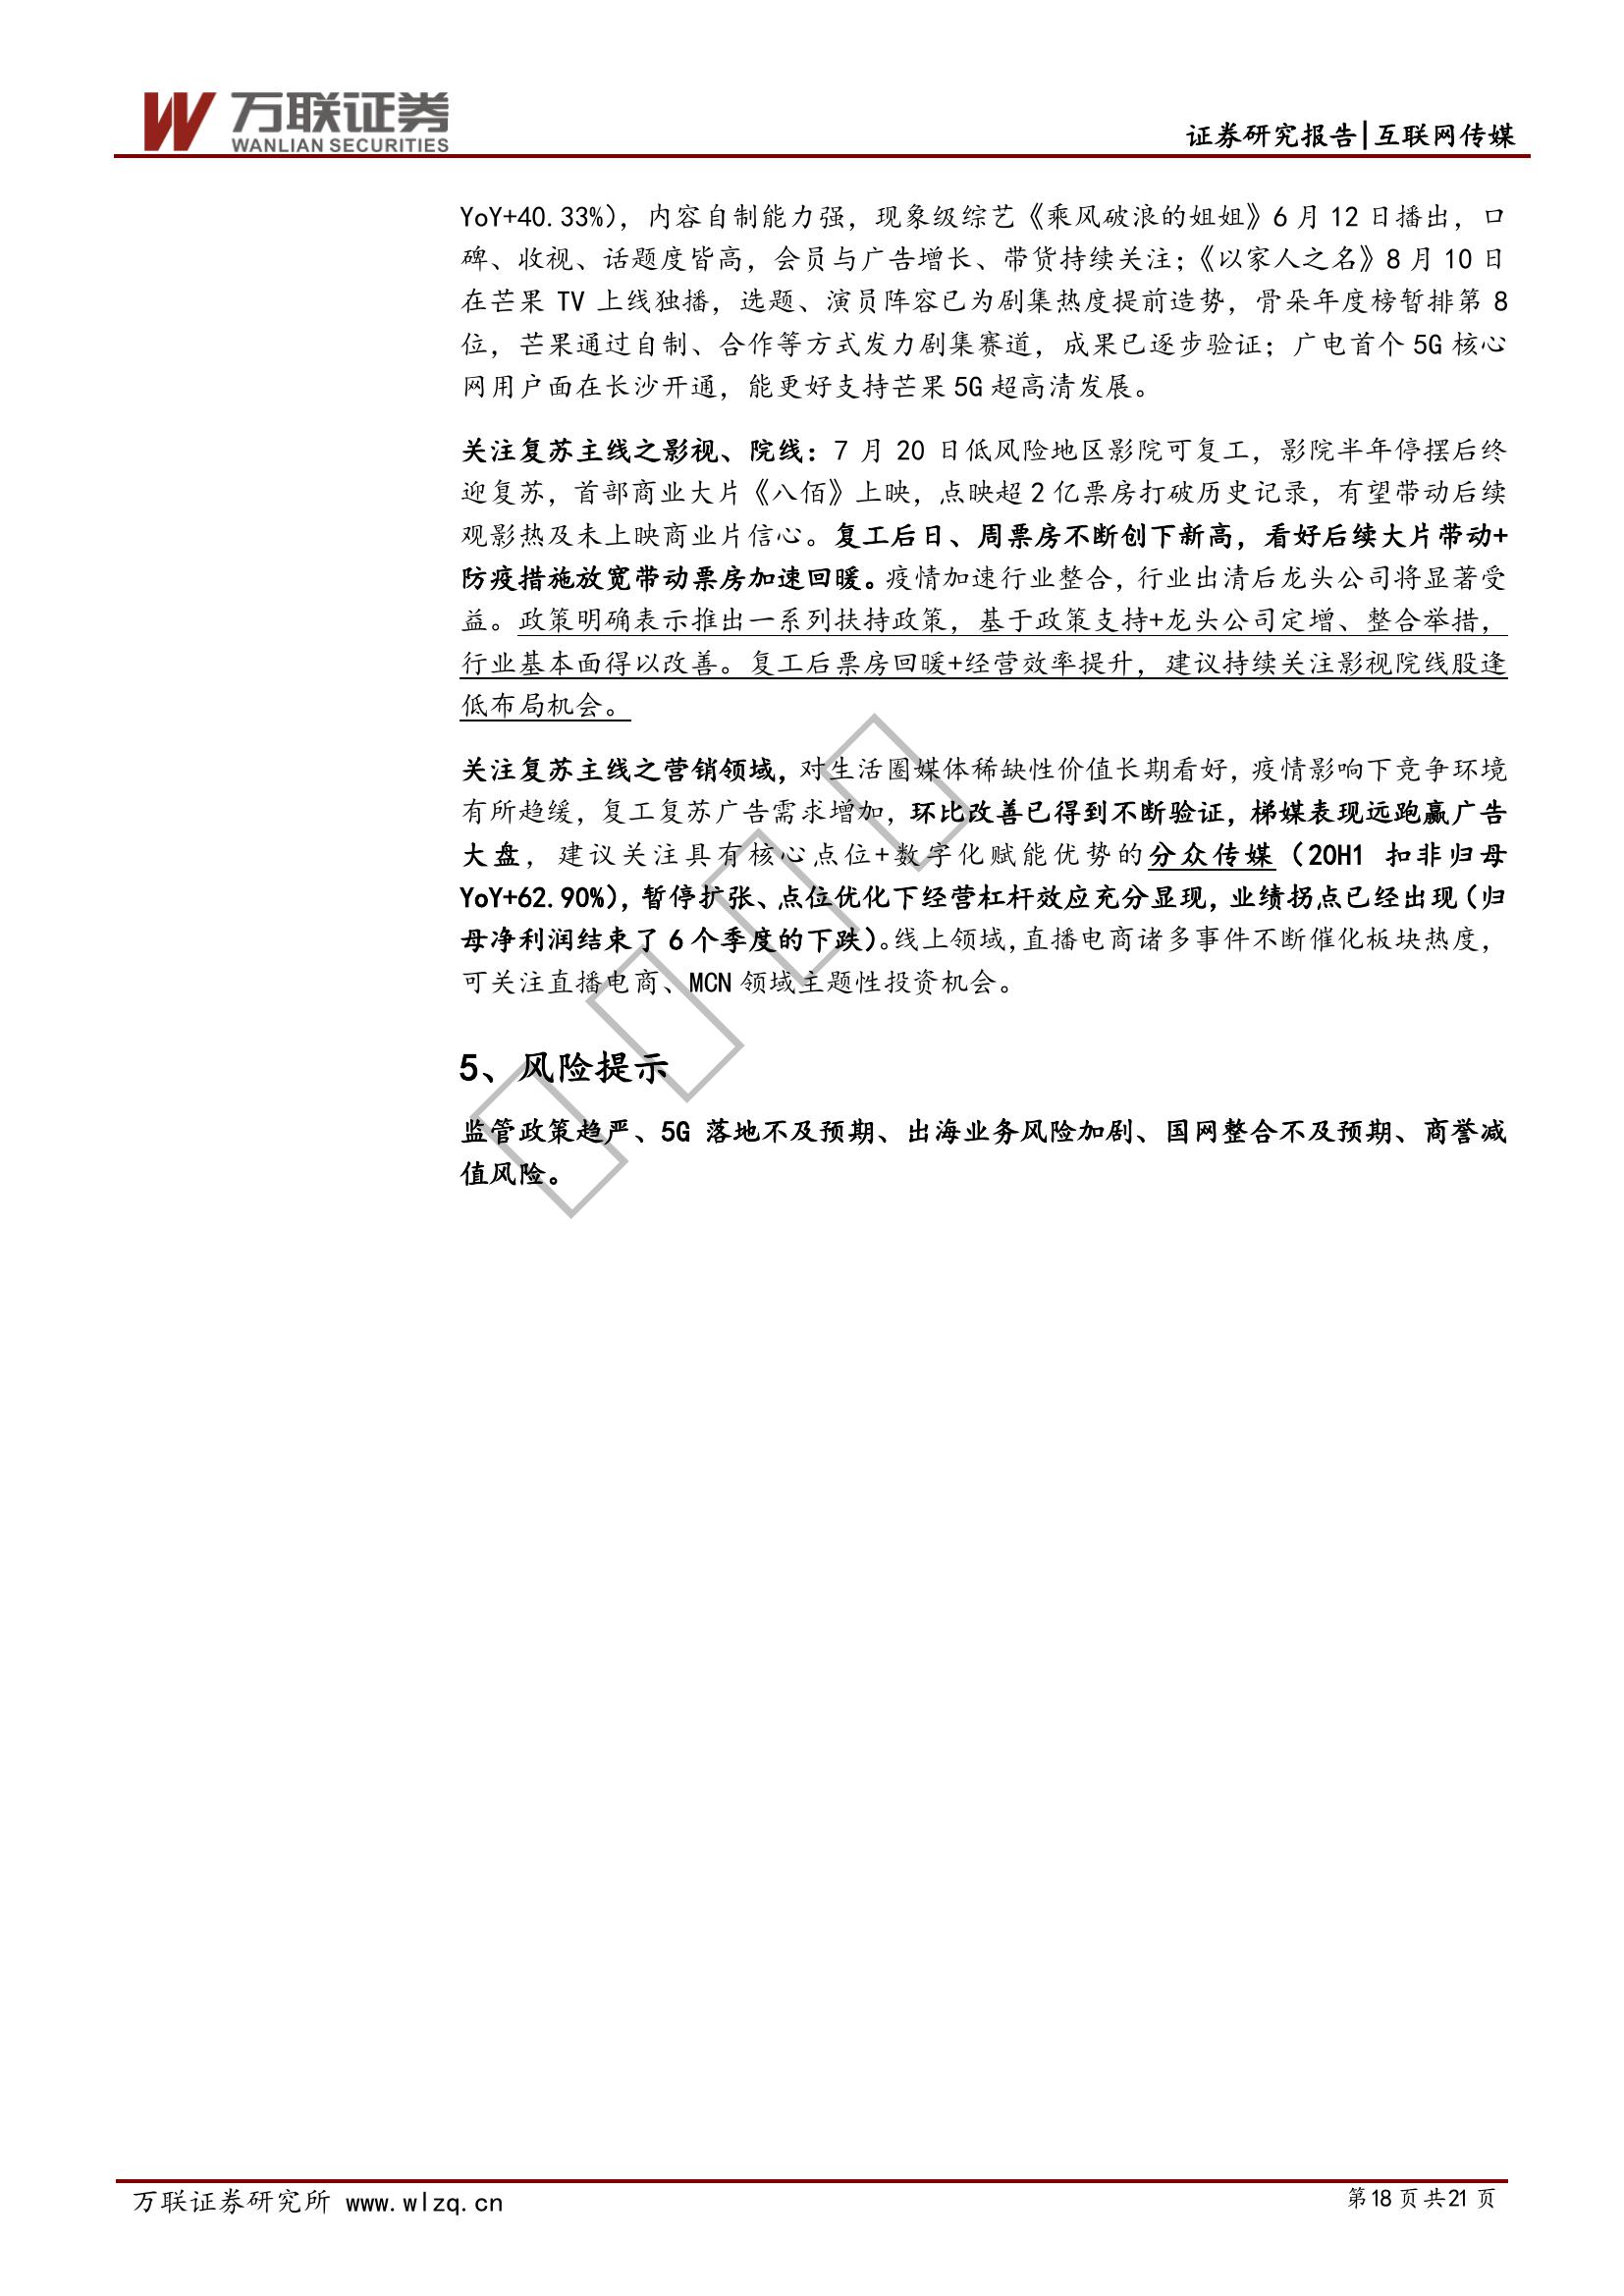 万联证券
WANLIAN SECURITIES
证券研究报告|互联网传媒
YoY+40.33%)，内容自制能力强，现象级综艺《乘风破浪的姐姐》6 月 12 日播出，口
碑、收视、话题度皆高，会员与广告增长、带货持续关注；《以家人之名》8 月 10 日
在芒果 TV 上线独播，选题、演员阵容已为剧集热度提前造势，骨朵年度榜暂排第 8
位，芒果通过自制、合作等方式发力剧集赛道，成果已逐步验证；广电首个 5G 核心
网用户面在长沙开通，能更好支持芒果 5G 超高清发展。
关注复苏主线之影视、院线：7 月 20 日低风险地区影院可复工，影院半年停摆后终
迎复苏，首部商业大片《八佰》上映，点映超 2 亿票房打破历史记录，有望带动后续
观影热及未上映商业片信心。复工后日、周票房不断创下新高，看好后续大片带动+
防疫措施放宽带动票房加速回暖。疫情加速行业整合，行业出清后龙头公司将显著受
益。政策明确表示推出一系列扶持政策，基于政策支持+龙头公司定增、整合举措，
行业基本面得以改善。复工后票房回暖+经营效率提升，建议持续关注影视院线股逢
低布局机会。
关注复苏主线之营销领域，对生活圈媒体稀缺性价值长期看好，疫情影响下竞争环境
有所趋缓，复工复苏广告需求增加，环比改善已得到不断验证，梯媒表现远跑赢广告
大盘，建议关注具有核心点位+数字化赋能优势的分众传媒（20H1 扣非归母
YoY+62.90%），暂停扩张、点位优化下经营杠杆效应充分显现，业绩拐点已经出现（归
母净利润结束了 6 个季度的下跌）。线上领域，直播电商诸多事件不断催化板块热度，
可关注直播电商、MCN 领域主题性投资机会。
5、风险提示
监管政策趋严、5G 落地不及预期、出海业务风险加剧、国网整合不及预期、商誉减
值风险。
万联证券研究所 www.wlzq.cn
第 18 页 共 21 页